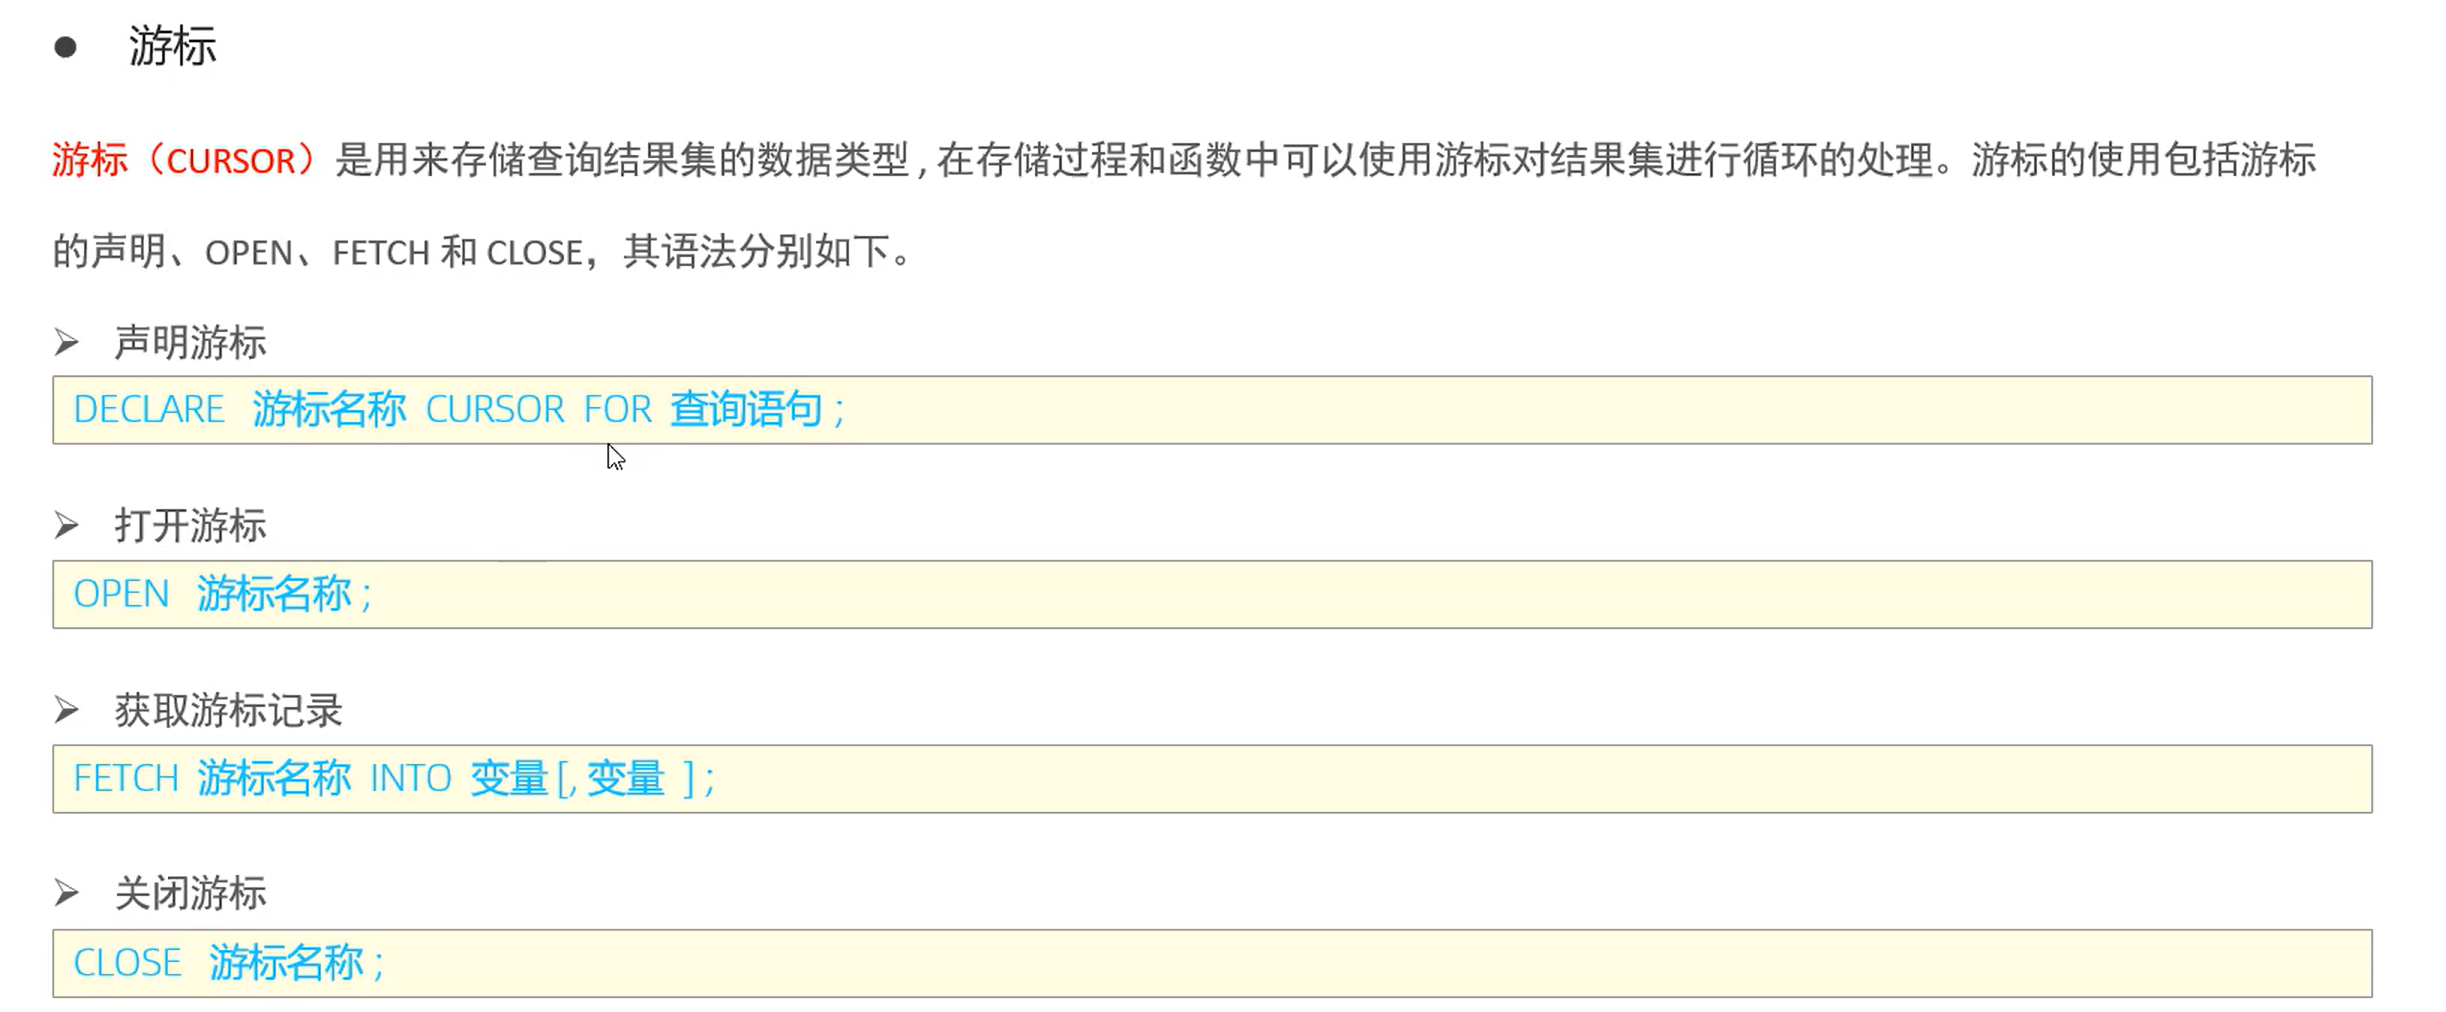 ● 游标
游标（CURSOR）是用来存储查询结果集的数据类型 , 在存储过程和函数中可以使用游标对结果集进行循环的处理。游标的使用包括游标
的声明、OPEN、FETCH 和 CLOSE，其语法分别如下。
➢ 声明游标
DECLARE 游标名称 CURSOR FOR 查询语句 ;
➢ 打开游标
OPEN 游标名称 ;
➢ 获取游标记录
FETCH 游标名称 INTO 变量 [, 变量 ] ;
➢ 关闭游标
CLOSE 游标名称 ;